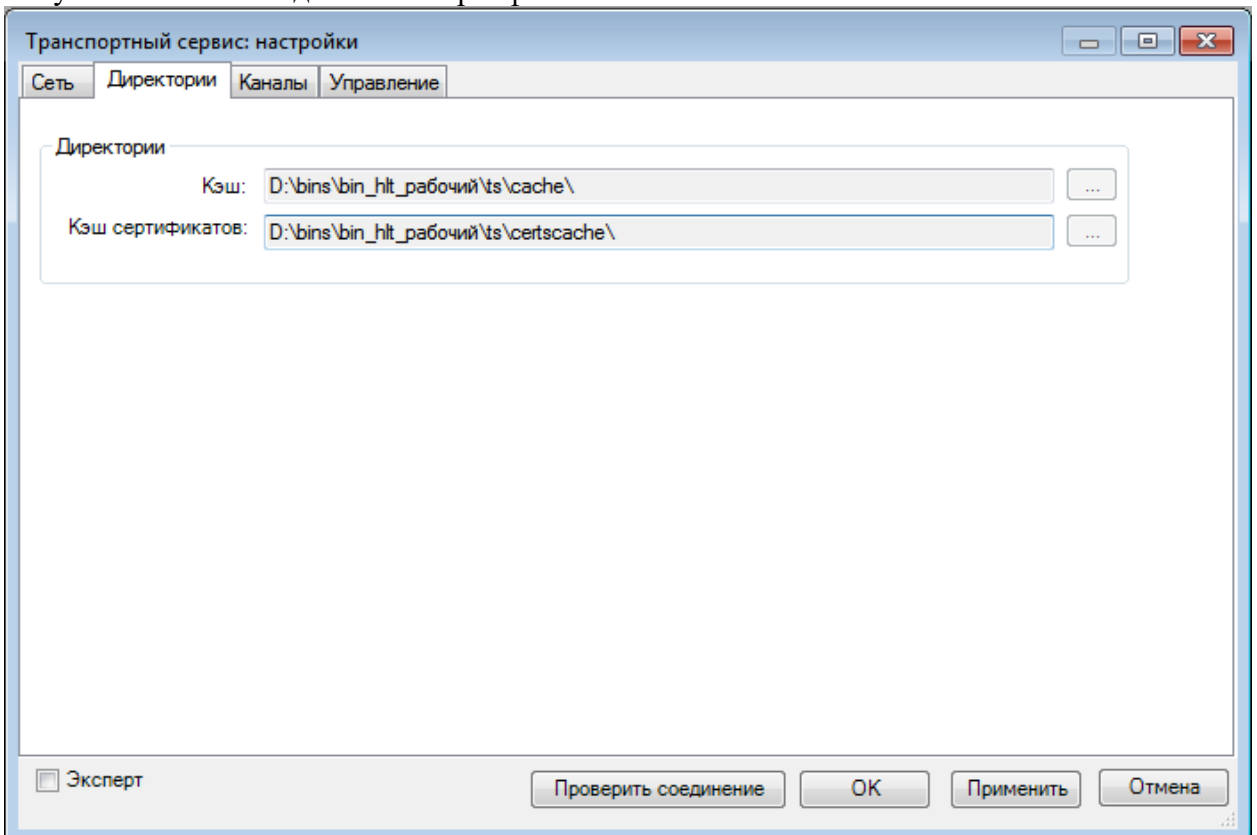 Транспортный сервис: настройки
Сеть Директории Каналы Управление
Директории
Кэш: D:\bins\bin_hlt_рабочий\ts\cache\ ...
Кэш сертификатов: D:\bins\bin_hlt_рабочий\ts\certscache\ ...
Эксперт Проверить соединение OK Применить Отмена